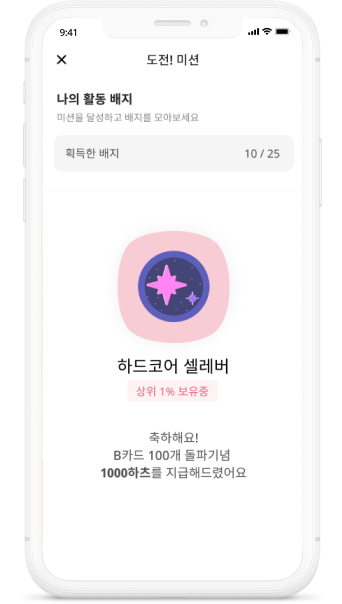 9:41
도전! 미션
나의 활동 배지
미션을 달성하고 배지를 모아보세요
획득한 배지 10 / 25
하드코어 셀레버
상위 1% 보유중
축하해요!
B카드 100개 돌파기념
1000하츠를 지급해드렸어요